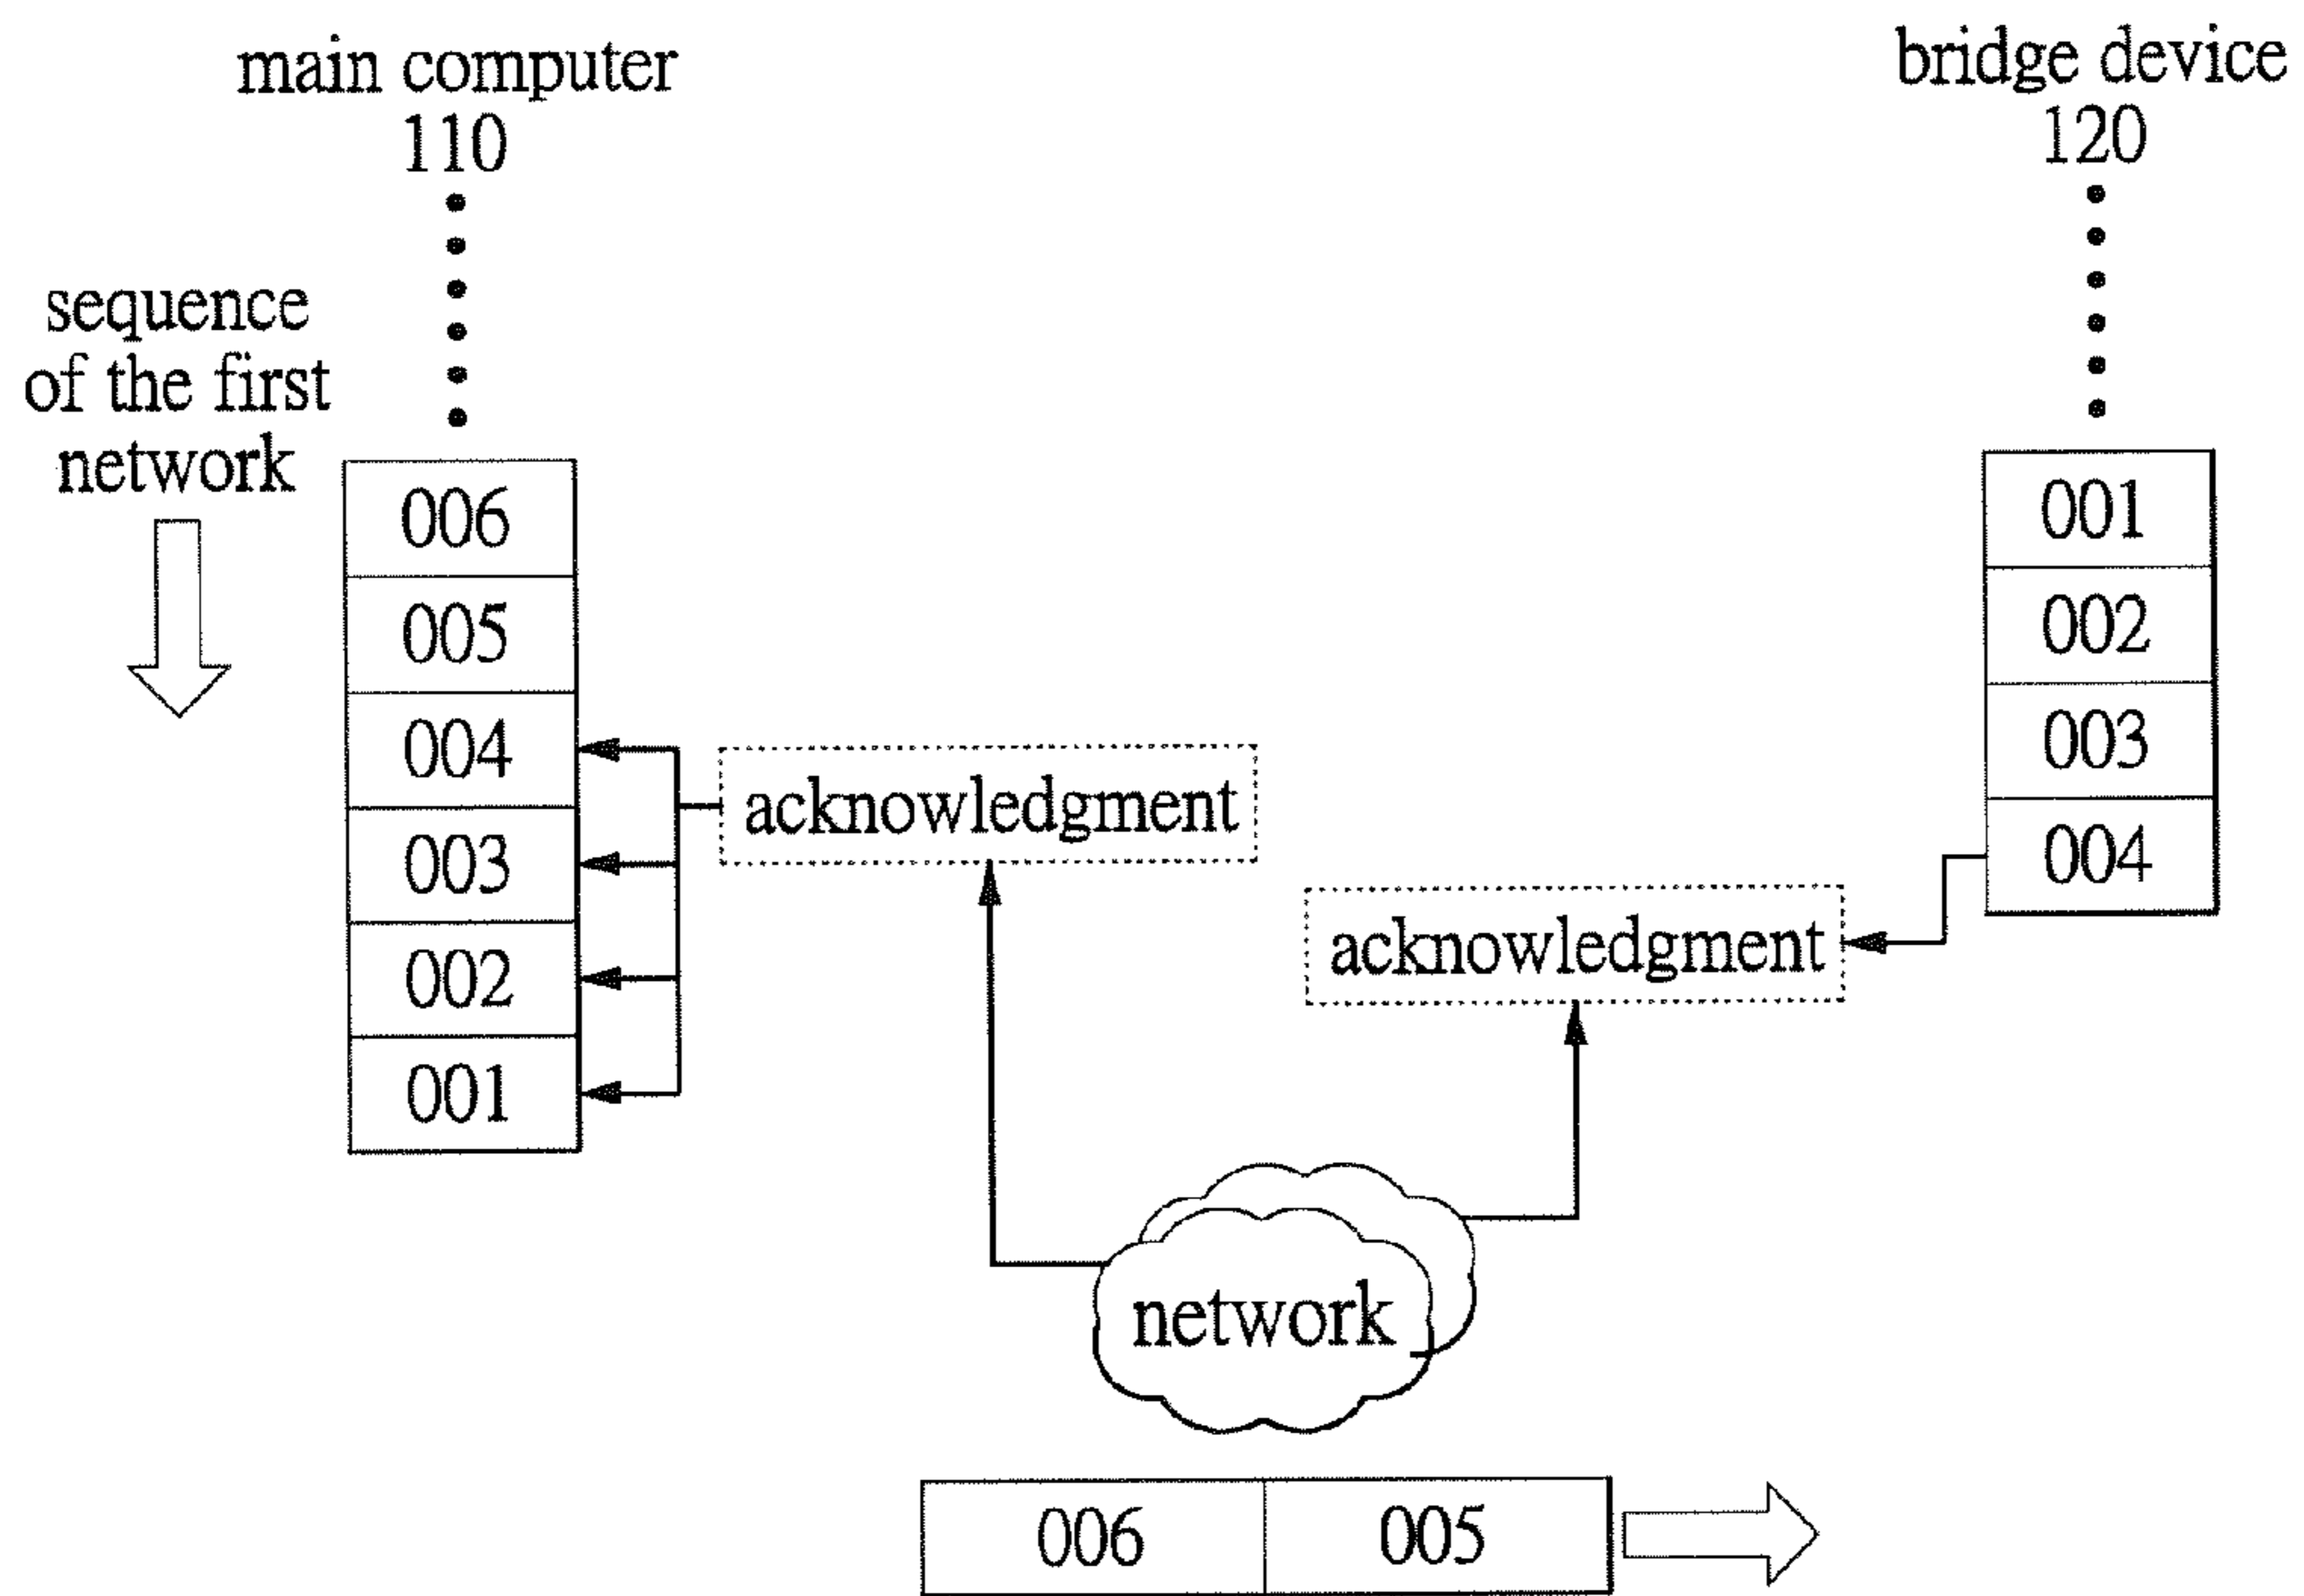 main computer
110
bridge device
120
sequence
of the first
network
006
005
004
003
002
001
acknowledgment
acknowledgment
001
002
003
004
network
006
005